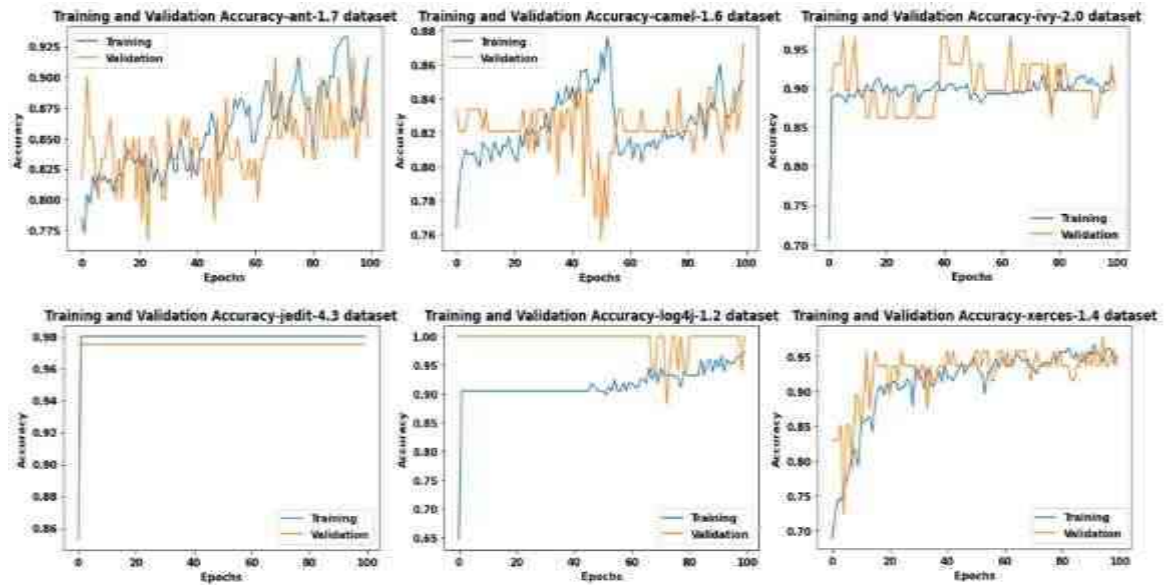 Training and Validation Accuracy-ant-1.7 dataset
Training
Validation
0.925
0.900
0.875
0.850
0.825
0.800
0.775
Accuracy
0 20 40 60 80 100
Epochs
Training and Validation Accuracy-camel-1.6 dataset
Training
Validation
0.88
0.86
0.84
0.82
0.80
0.78
0.76
Accuracy
0 20 40 60 80 100
Epochs
Training and Validation Accuracy-ivy-2.0 dataset
0.95
0.90
0.85
0.80
0.75
0.70
Accuracy
Training
Validation
0 20 40 60 80 100
Epochs
Training and Validation Accuracy-jedit-4.3 dataset
0.98
0.96
0.94
0.92
0.90
0.88
0.86
Accuracy
Training
Validation
0 20 40 60 80 100
Epochs
Training and Validation Accuracy-log4j-1.2 dataset
1.00
0.95
0.90
0.85
0.80
0.75
0.70
0.65
Accuracy
Training
Validation
0 20 40 60 80 100
Epochs
Training and Validation Accuracy-xerces-1.4 dataset
0.95
0.90
0.85
0.80
0.75
0.70
Accuracy
Training
Validation
0 20 40 60 80 100
Epochs